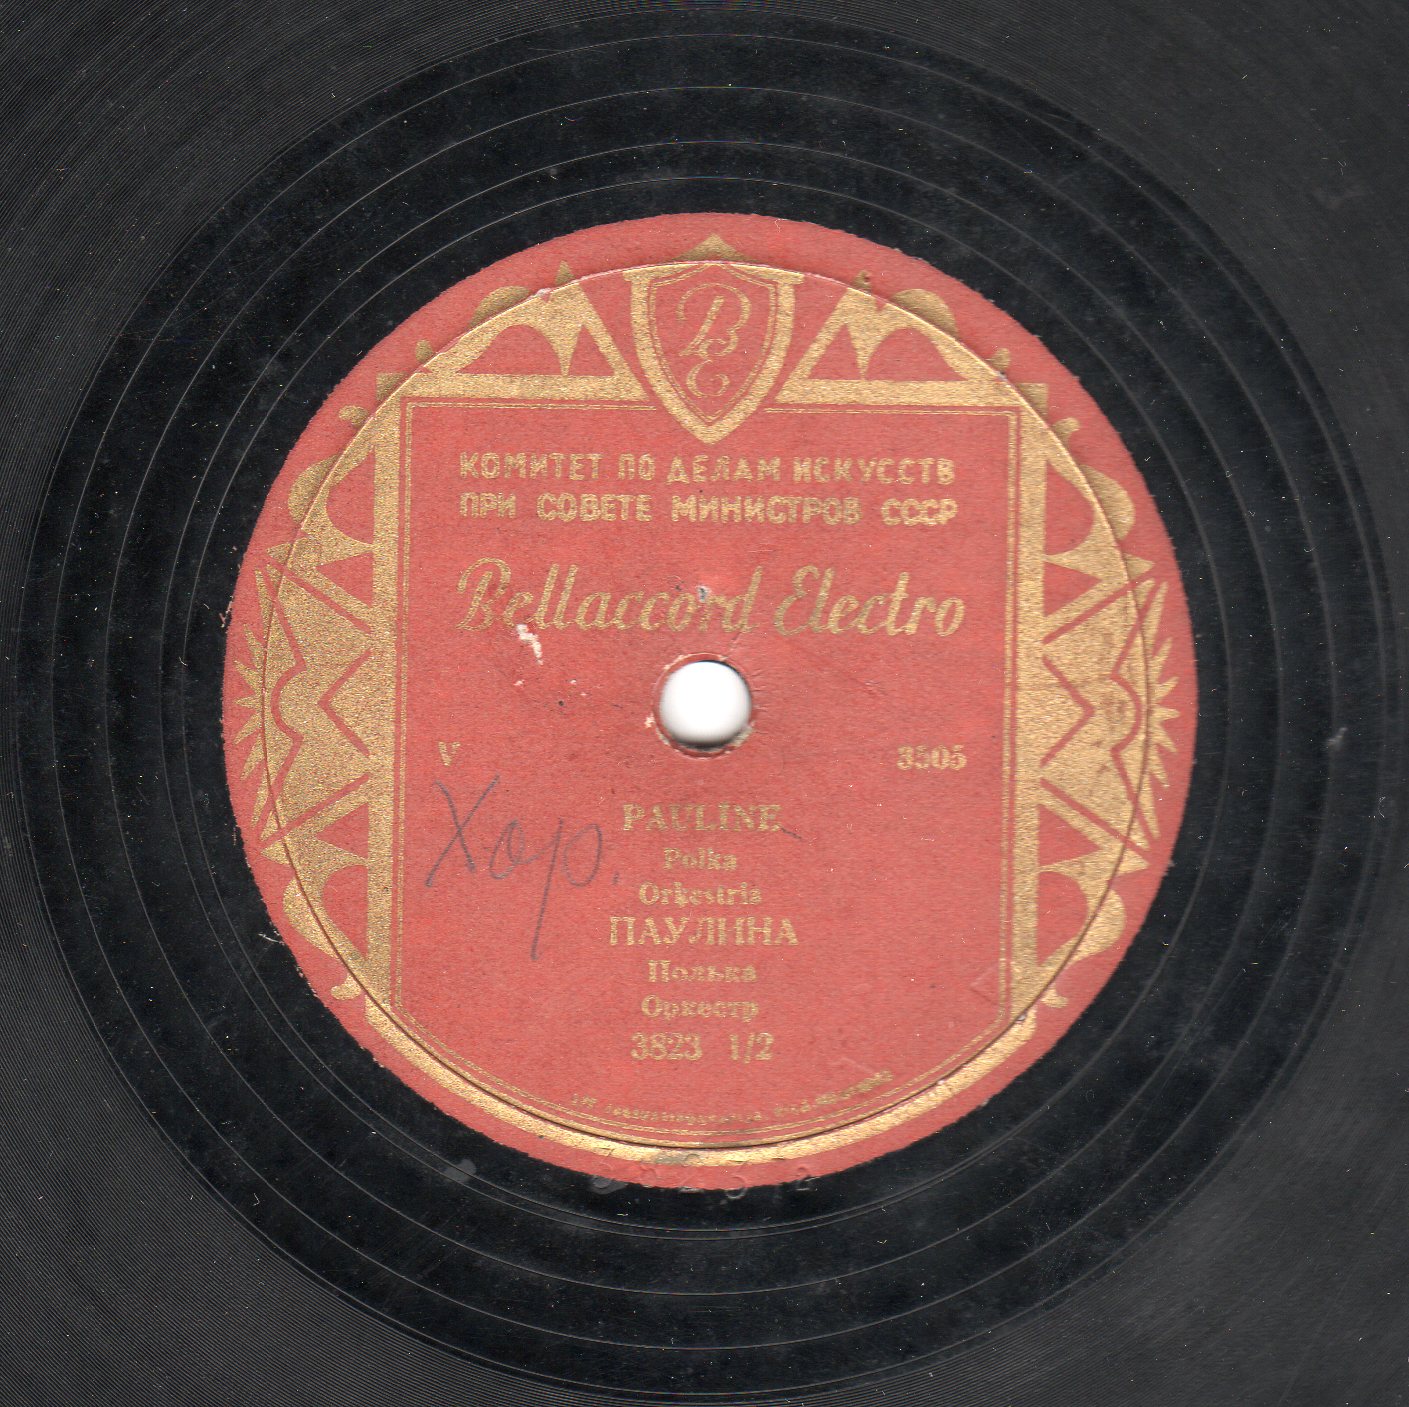 BE
КОМИТЕТ ПО ДЕЛАМ ИСКУССТВ
ПРИ СОВЕТЕ МИНИСТРОВ СССР
Bellaccord Electro
V 3505
Хор.
PAULINE
Polka
Orķestris
ПАУЛИНА
Полька
Оркестр
3823 1/2